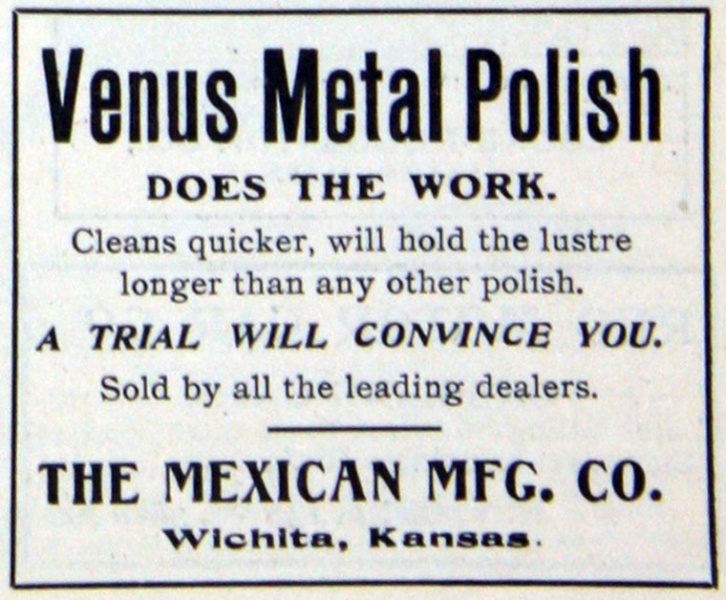 Venus Metal Polish
DOES THE WORK.
Cleans quicker, will hold the lustre
longer than any other polish.
A TRIAL WILL CONVINCE YOU.
Sold by all the leading dealers.
THE MEXICAN MFG. CO.
Wichita, Kansas.